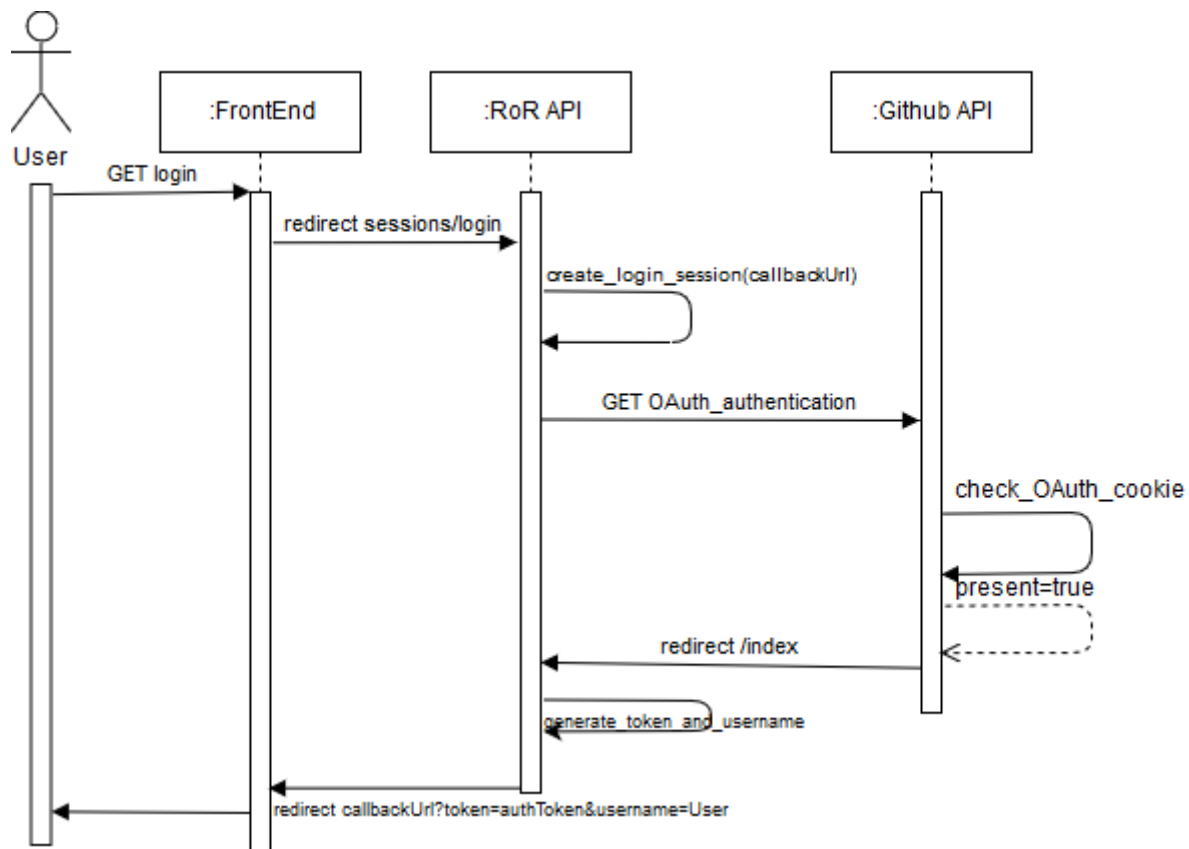 :FrontEnd
:RoR API
:Github API
User
GET login
redirect sessions/login
create_login_session(callbackUrl)
GET OAuth_authentication
check_OAuth_cookie
present=true
redirect /index
generate_token_and_username
redirect callbackUrl?token=authToken&username=User